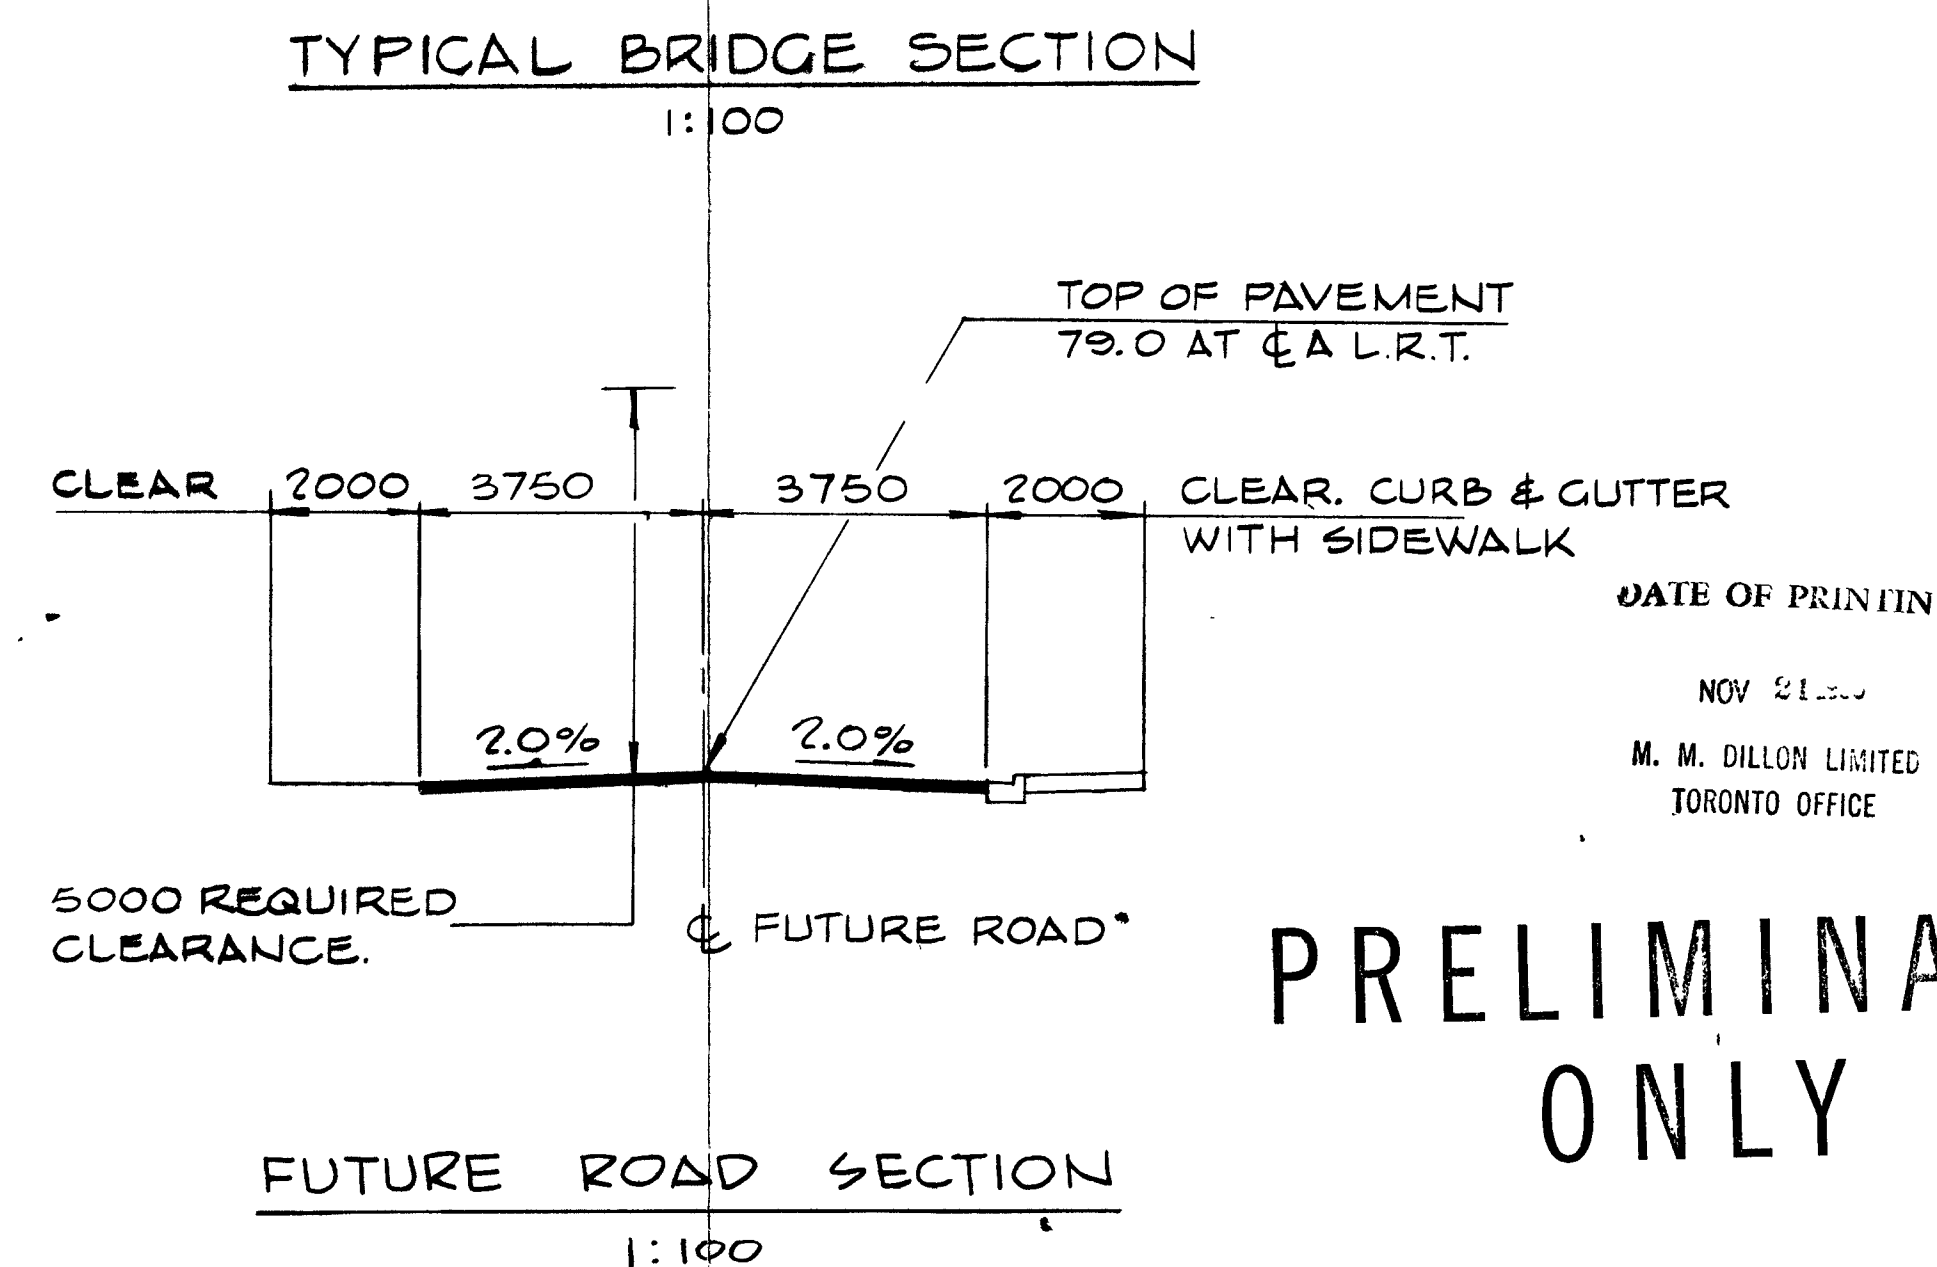 TYPICAL BRIDGE SECTION
1:100
TOP OF PAVEMENT
79.0 AT ℄ A L.R.T.
CLEAR 2000 3750 3750 2000 CLEAR. CURB & GUTTER
WITH SIDEWALK
DATE OF PRINTIN
NOV 21
2.0% 2.0%
M. M. DILLON LIMITED
TORONTO OFFICE
5000 REQUIRED
CLEARANCE.
℄ FUTURE ROAD
PRELIMINA
ONLY
FUTURE ROAD SECTION
1:100